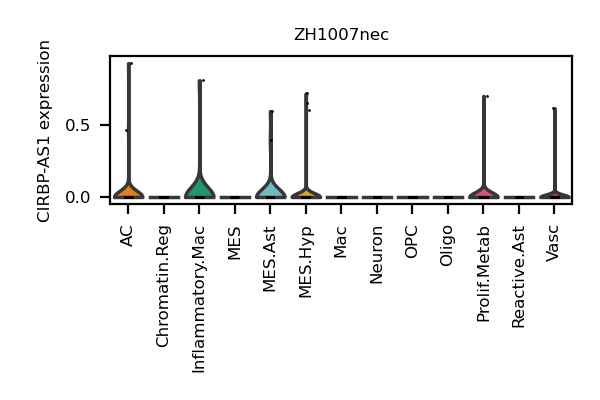 ZH1007nec
CIRBP-AS1 expression
0.5
0.0
AC
Chromatin.Reg
Inflammatory.Mac
MES
MES.Ast
MES.Hyp
Mac
Neuron
OPC
Oligo
Prolif.Metab
Reactive.Ast
Vasc